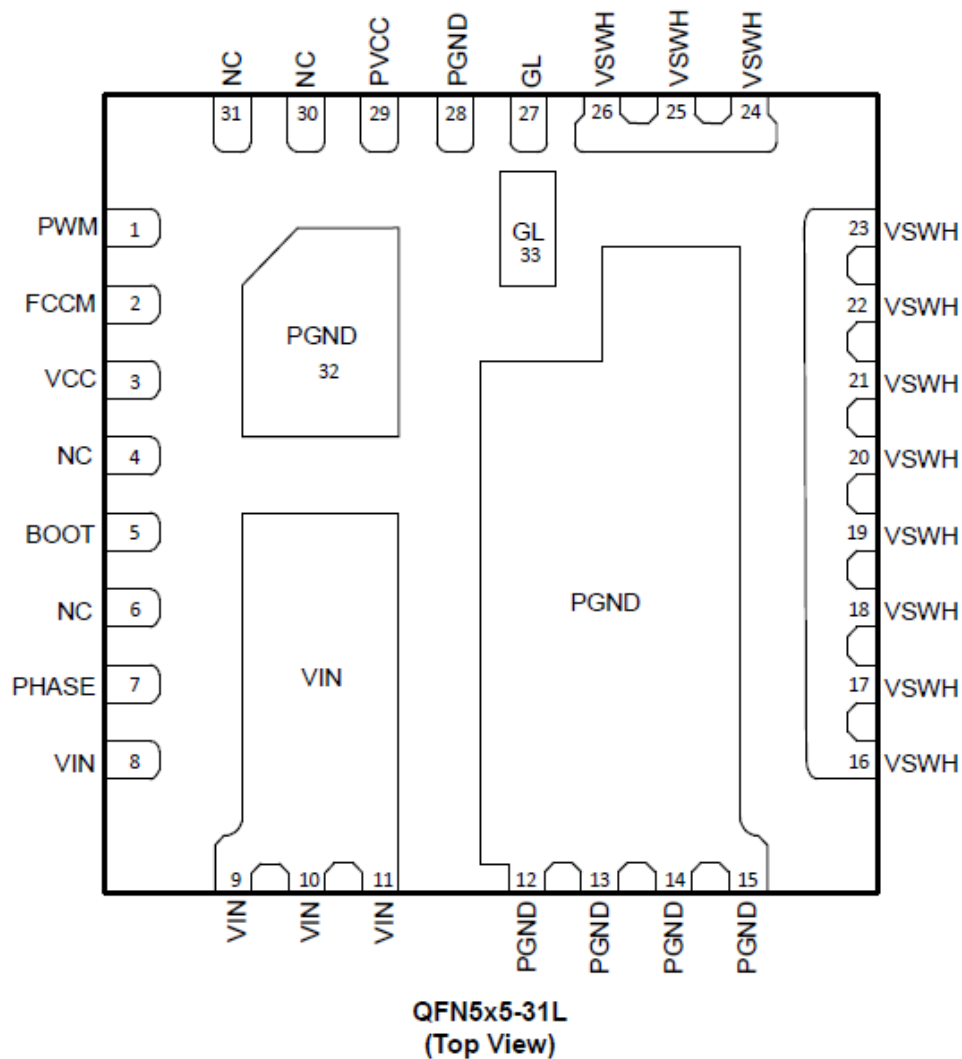 NC NC PVCC PGND GL VSWH VSWH VSWH
31 30 29 28 27 26 25 24
PWM 1 23 VSWH
GL
33
FCCM 2 22 VSWH
PGND
32
VCC 3 21 VSWH
NC 4 20 VSWH
BOOT 5 19 VSWH
PGND
NC 6 18 VSWH
VIN
PHASE 7 17 VSWH
VIN 8 16 VSWH
9 10 11 12 13 14 15
VIN VIN VIN PGND PGND PGND PGND
QFN5x5-31L
(Top View)